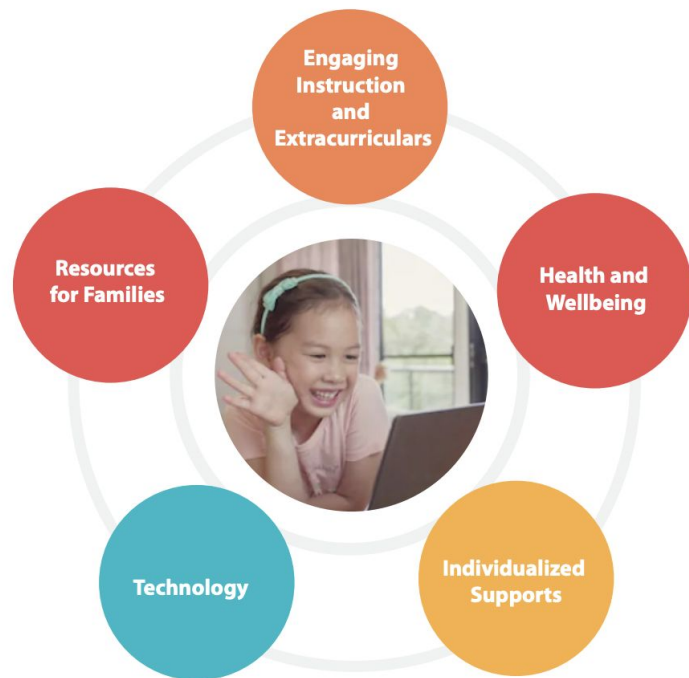 Engaging
Instruction
and
Extracurriculars
Health and
Wellbeing
Individualized
Supports
Technology
Resources
for Families